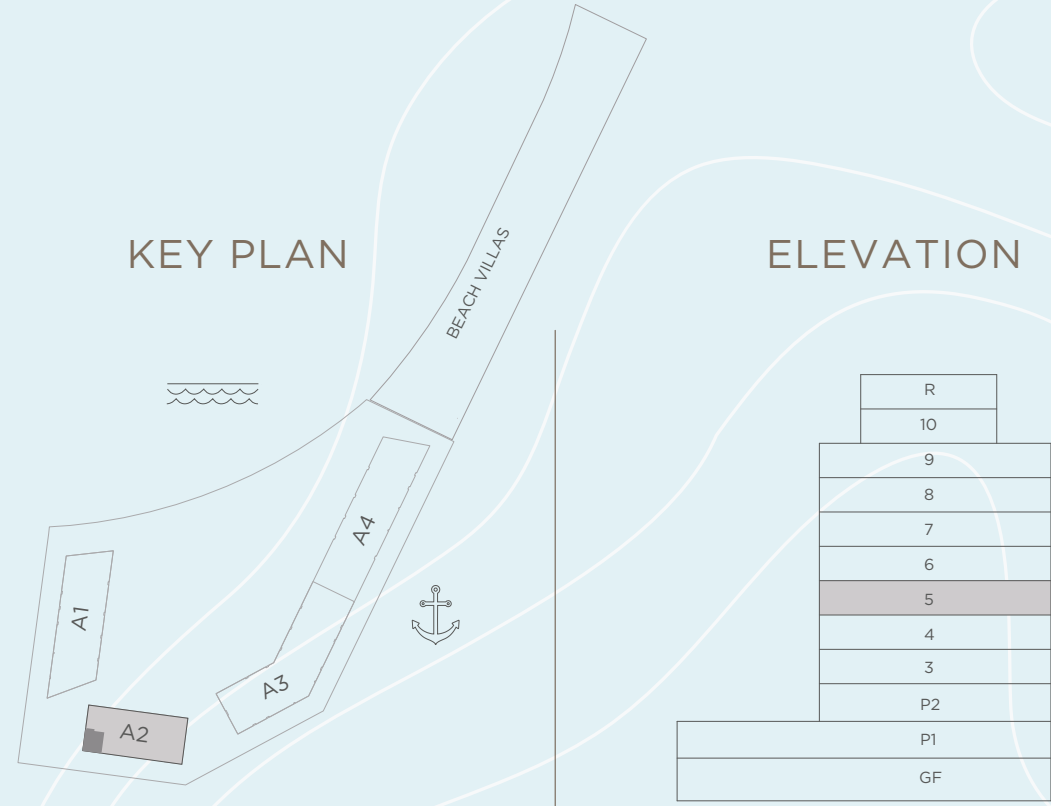 KEY PLAN
BEACH VILLAS
A4
A1
A3
A2
ELEVATION
R
10
9
8
7
6
5
4
3
P2
P1
GF